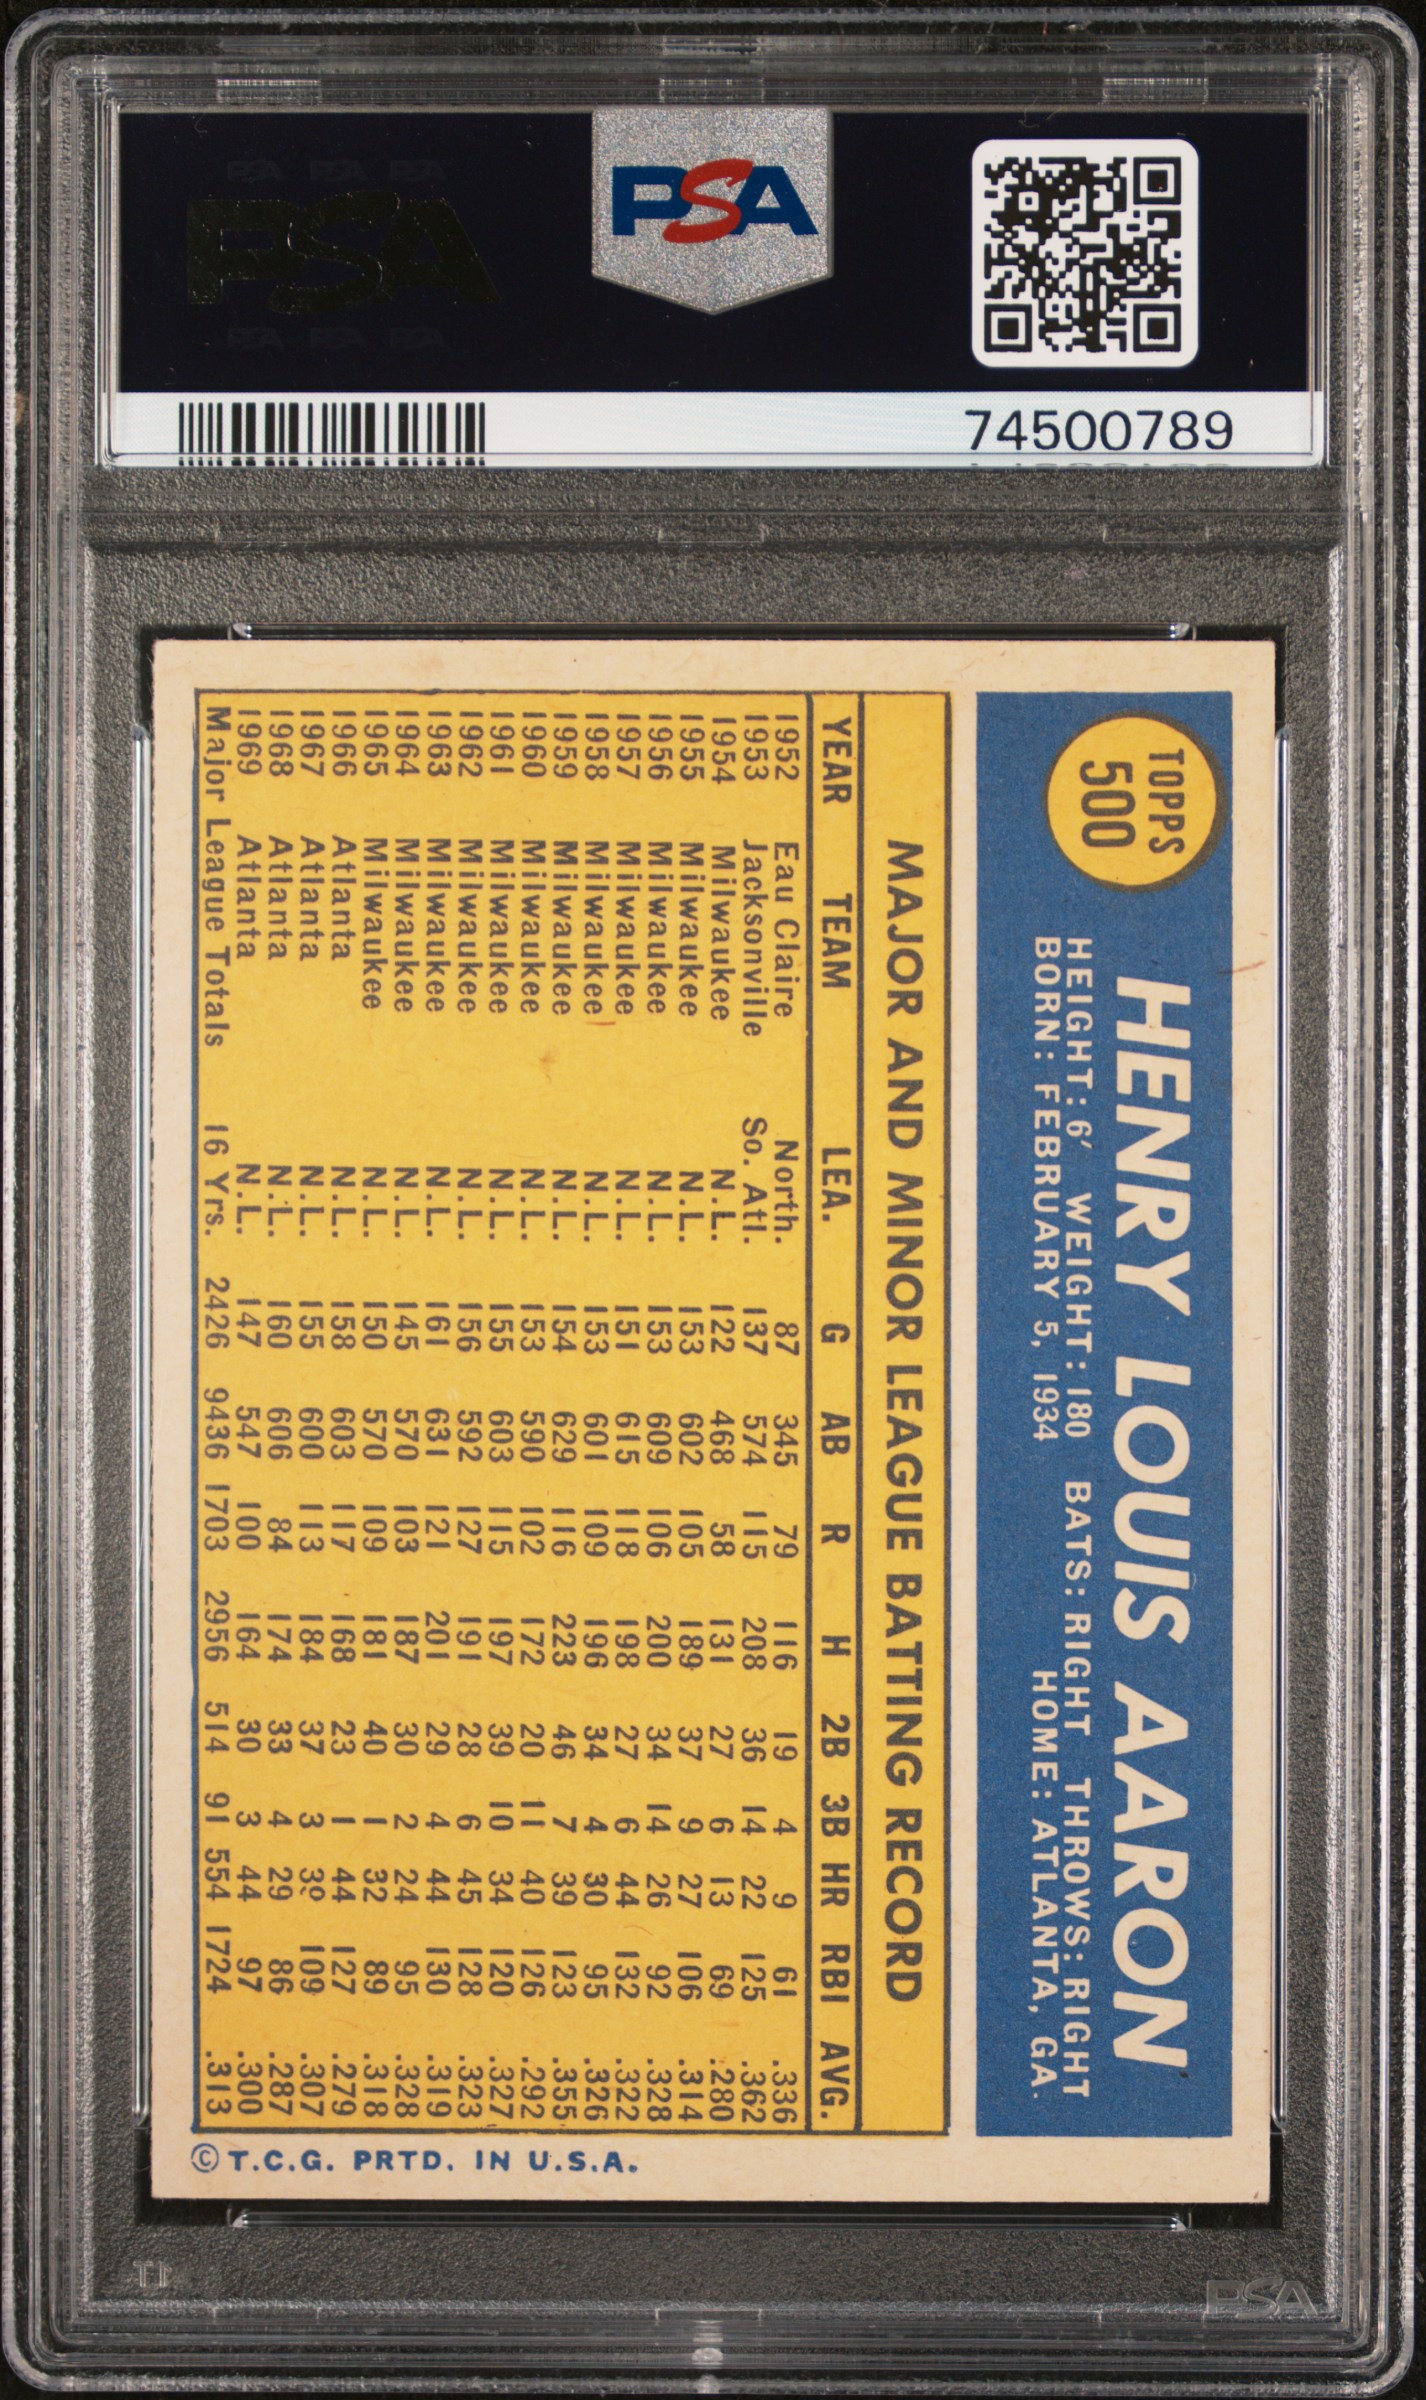 PSA PSA PSA
PSA
PSA PSA PSA
PSA
74500789
TOPPS
500
HENRY LOUIS AARON
HEIGHT: 6' WEIGHT: 180 BATS: RIGHT THROWS: RIGHT
BORN: FEBRUARY 5, 1934 HOME: ATLANTA, GA.
MAJOR AND MINOR LEAGUE BATTING RECORD
YEAR TEAM LEA. G AB R H 2B 3B HR RBI AVG.
1952 Eau Claire North. 87 345 79 116 19 4 9 61 .336
1953 Jacksonville So. Atl. 137 574 115 208 36 14 22 125 .362
1954 Milwaukee N.L. 122 468 58 131 27 6 13 69 .280
1955 Milwaukee N.L. 153 602 105 189 37 9 27 106 .314
1956 Milwaukee N.L. 153 609 106 200 34 14 26 92 .328
1957 Milwaukee N.L. 151 615 118 198 27 6 44 132 .322
1958 Milwaukee N.L. 153 601 109 196 34 4 30 95 .326
1959 Milwaukee N.L. 154 629 116 223 46 7 39 123 .355
1960 Milwaukee N.L. 153 590 102 172 20 11 40 126 .292
1961 Milwaukee N.L. 155 603 115 197 39 10 34 120 .327
1962 Milwaukee N.L. 156 592 127 191 28 6 45 128 .323
1963 Milwaukee N.L. 161 631 121 201 29 4 44 130 .319
1964 Milwaukee N.L. 145 570 103 187 30 2 24 95 .328
1965 Milwaukee N.L. 150 570 109 181 40 1 32 89 .318
1966 Atlanta N.L. 158 603 117 168 23 1 44 127 .279
1967 Atlanta N.L. 155 600 113 184 37 3 39 109 .307
1968 Atlanta N.L. 160 606 84 174 33 4 29 86 .287
1969 Atlanta N.L. 147 547 100 164 30 3 44 97 .300
Major League Totals 16 Yrs. 2426 9436 1703 2956 514 91 554 1724 .313
© T.C.G. PRTD. IN U.S.A.
PSA